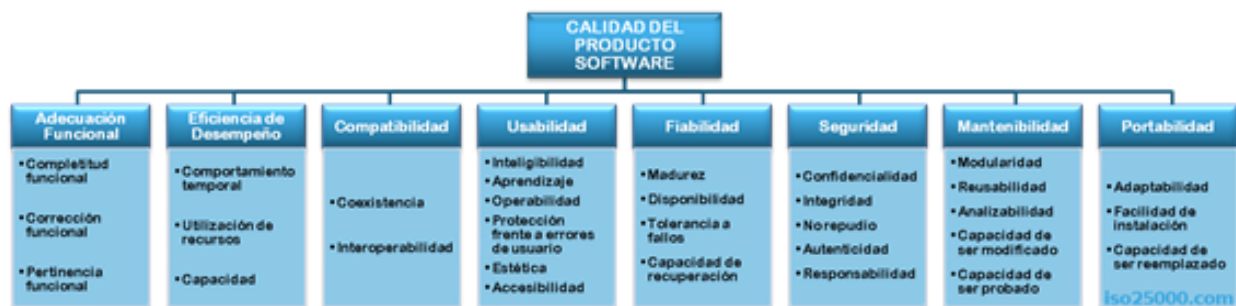 CALIDAD DEL
PRODUCTO
SOFTWARE
Adecuación
Funcional
• Completitud
funcional
• Corrección
funcional
• Pertinencia
funcional
Eficiencia de
Desempeño
• Comportamiento
temporal
• Utilización de
recursos
• Capacidad
Compatibilidad
• Coexistencia
• Interoperabilidad
Usabilidad
• Inteligibilidad
• Aprendizaje
• Operabilidad
• Protección
frente a errores
de usuario
• Estética
• Accesibilidad
Fiabilidad
• Madurez
• Disponibilidad
• Tolerancia a
fallos
• Capacidad de
recuperación
Seguridad
• Confidencialidad
• Integridad
• No repudio
• Autenticidad
• Responsabilidad
Mantenibilidad
• Modularidad
• Reusabilidad
• Analizabilidad
• Capacidad de
ser modificado
• Capacidad de
ser probado
Portabilidad
• Adaptabilidad
• Facilidad de
instalación
• Capacidad de
ser reemplazado
iso25000.com